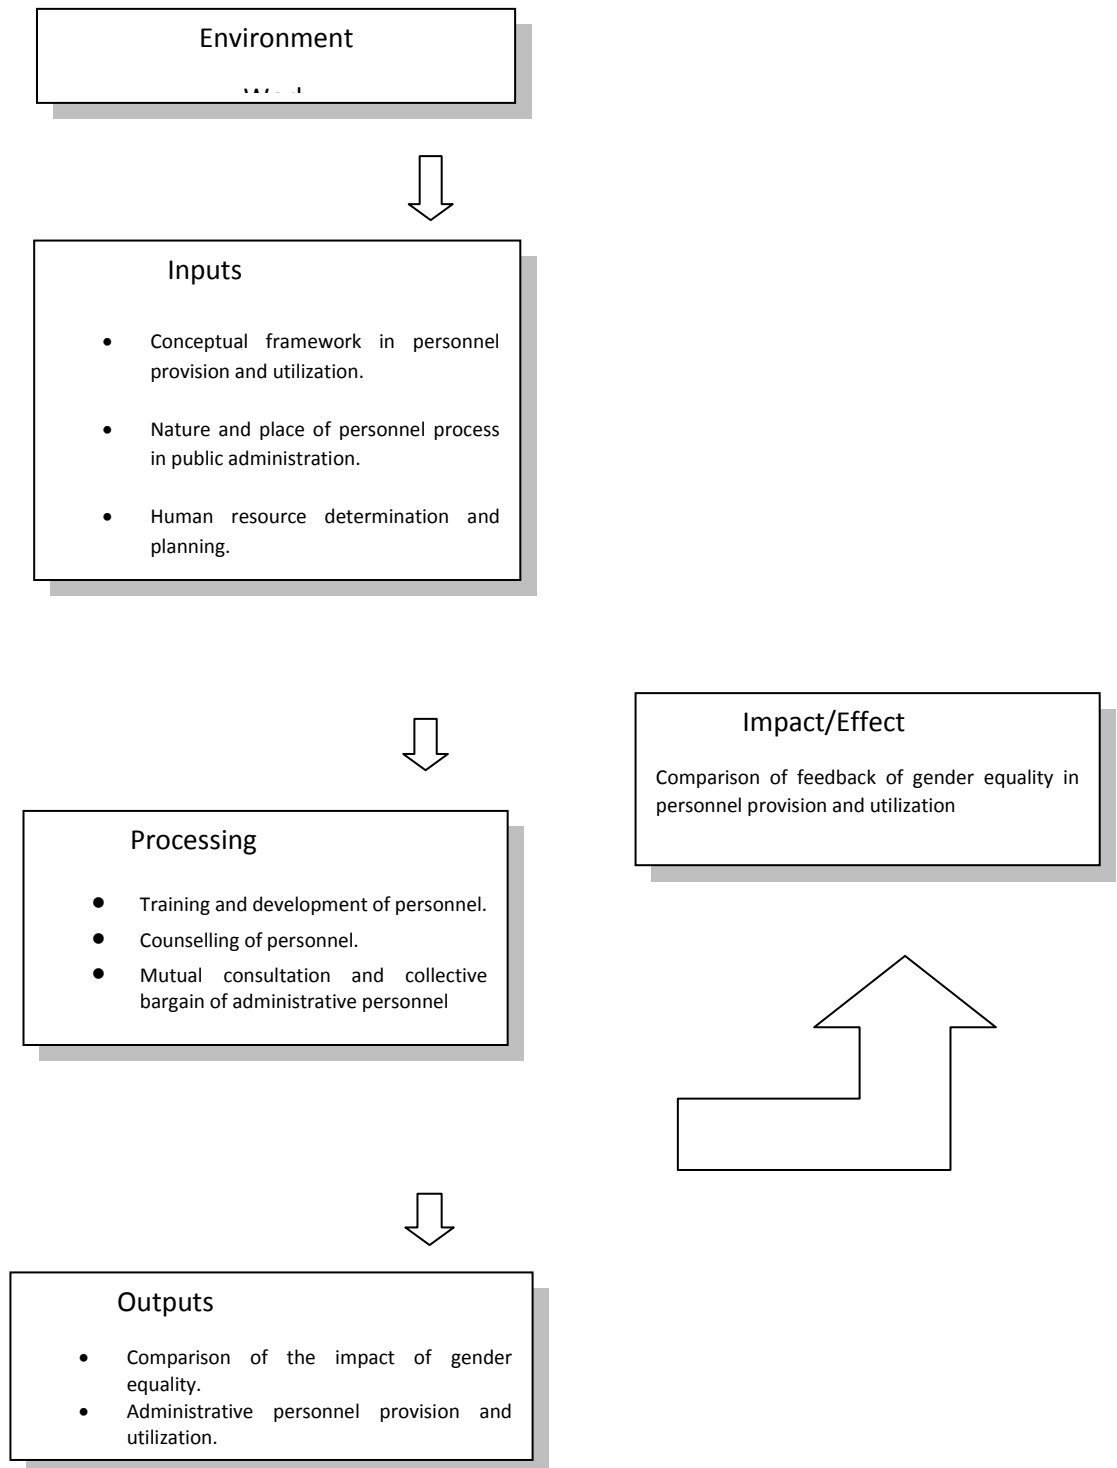 Environment
Inputs
• Conceptual framework in personnel
provision and utilization.
• Nature and place of personnel process
in public administration.
• Human resource determination and
planning.
Impact/Effect
Comparison of feedback of gender equality in
personnel provision and utilization
Processing
• Training and development of personnel.
• Counselling of personnel.
• Mutual consultation and collective
bargain of administrative personnel
Outputs
• Comparison of the impact of gender
equality.
• Administrative personnel provision and
utilization.